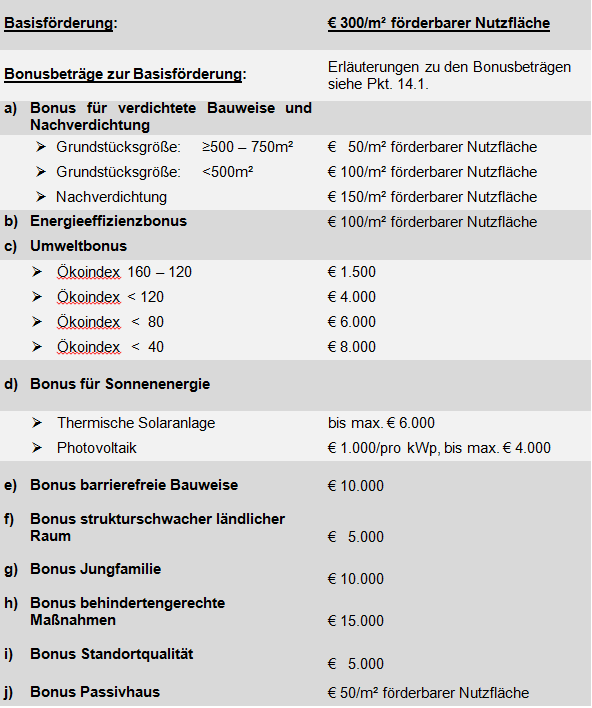 Basisförderung: € 300/m² förderbarer Nutzfläche
Bonusbeträge zur Basisförderung: Erläuterungen zu den Bonusbeträgen
siehe Pkt. 14.1.
a) Bonus für verdichtete Bauweise und
Nachverdichtung
➢ Grundstücksgröße: ≥500 – 750m² € 50/m² förderbarer Nutzfläche
➢ Grundstücksgröße: <500m² € 100/m² förderbarer Nutzfläche
➢ Nachverdichtung € 150/m² förderbarer Nutzfläche
b) Energieeffizienzbonus € 100/m² förderbarer Nutzfläche
c) Umweltbonus
➢ Ökoindex 160 – 120 € 1.500
➢ Ökoindex < 120 € 4.000
➢ Ökoindex < 80 € 6.000
➢ Ökoindex < 40 € 8.000
d) Bonus für Sonnenenergie
➢ Thermische Solaranlage bis max. € 6.000
➢ Photovoltaik € 1.000/pro kWp, bis max. € 4.000
e) Bonus barrierefreie Bauweise € 10.000
f) Bonus strukturschwacher ländlicher
Raum € 5.000
g) Bonus Jungfamilie € 10.000
h) Bonus behindertengerechte
Maßnahmen € 15.000
i) Bonus Standortqualität € 5.000
j) Bonus Passivhaus € 50/m² förderbarer Nutzfläche